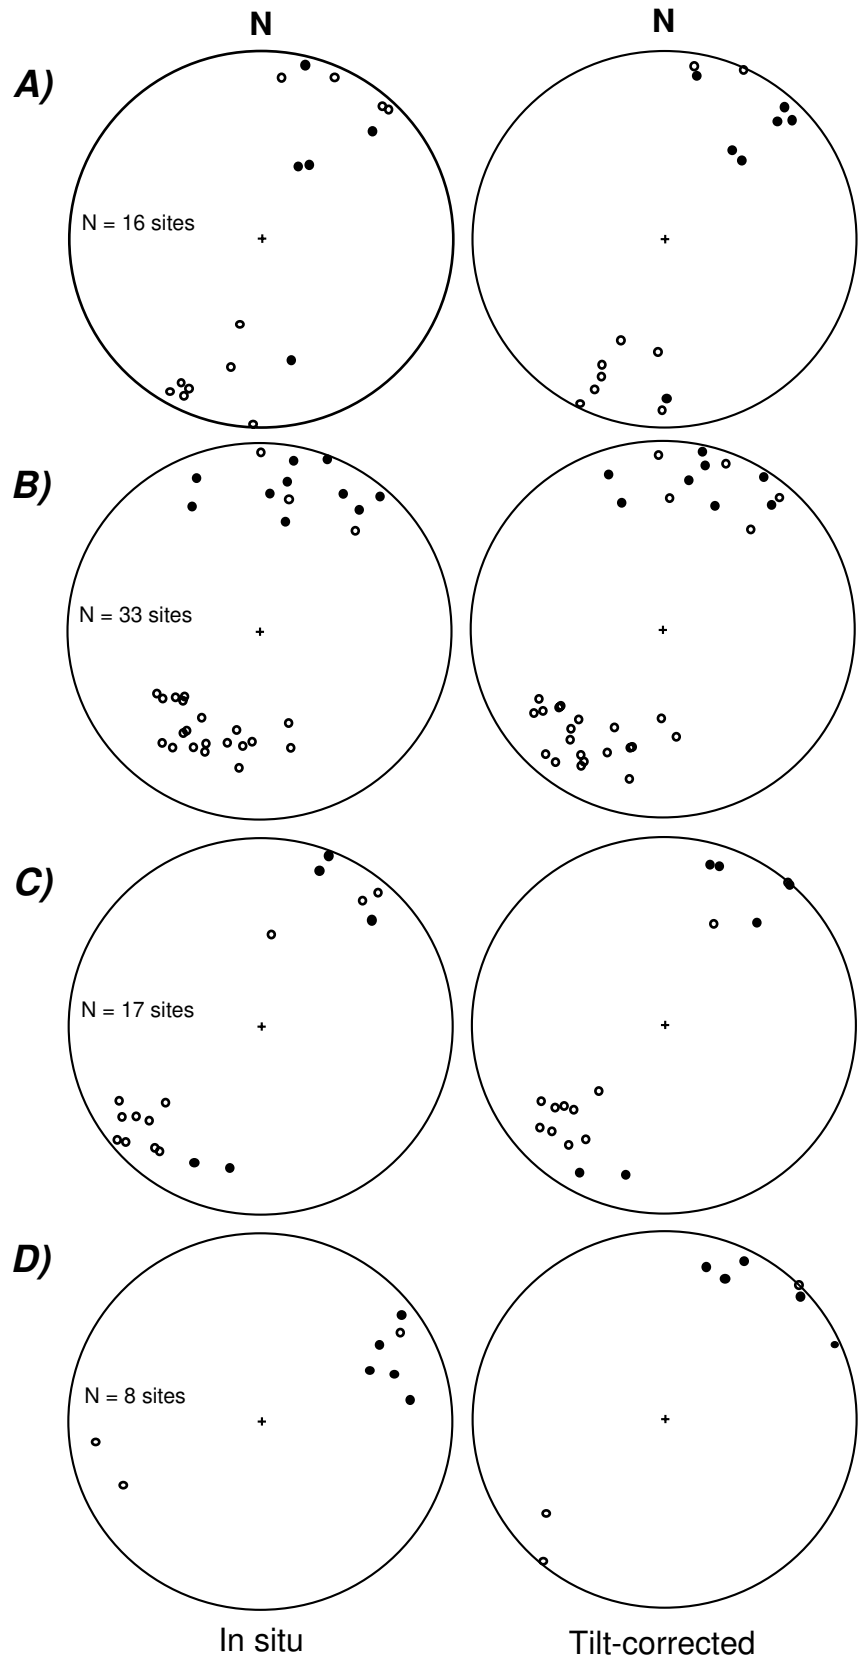 N N
A)
N = 16 sites
B)
N = 33 sites
C)
N = 17 sites
D)
N = 8 sites
In situ Tilt-corrected